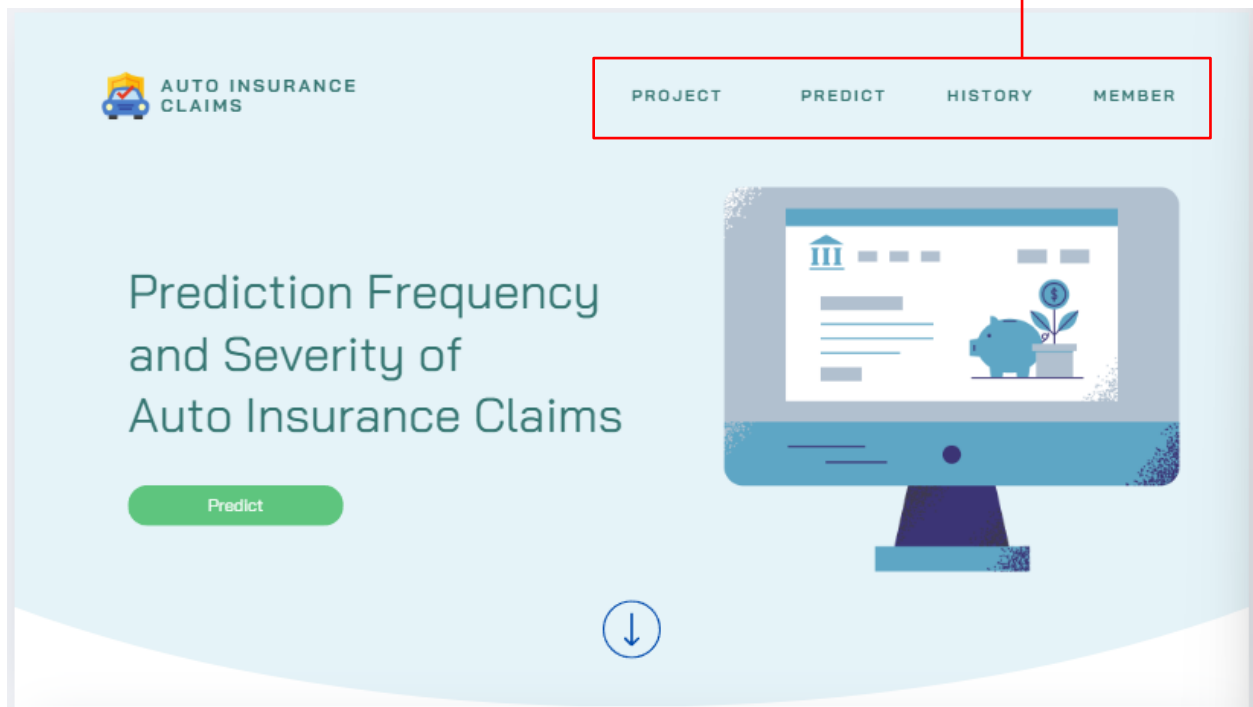 AUTO INSURANCE
CLAIMS
PROJECT PREDICT HISTORY MEMBER
Prediction Frequency
and Severity of
Auto Insurance Claims
Predict
$